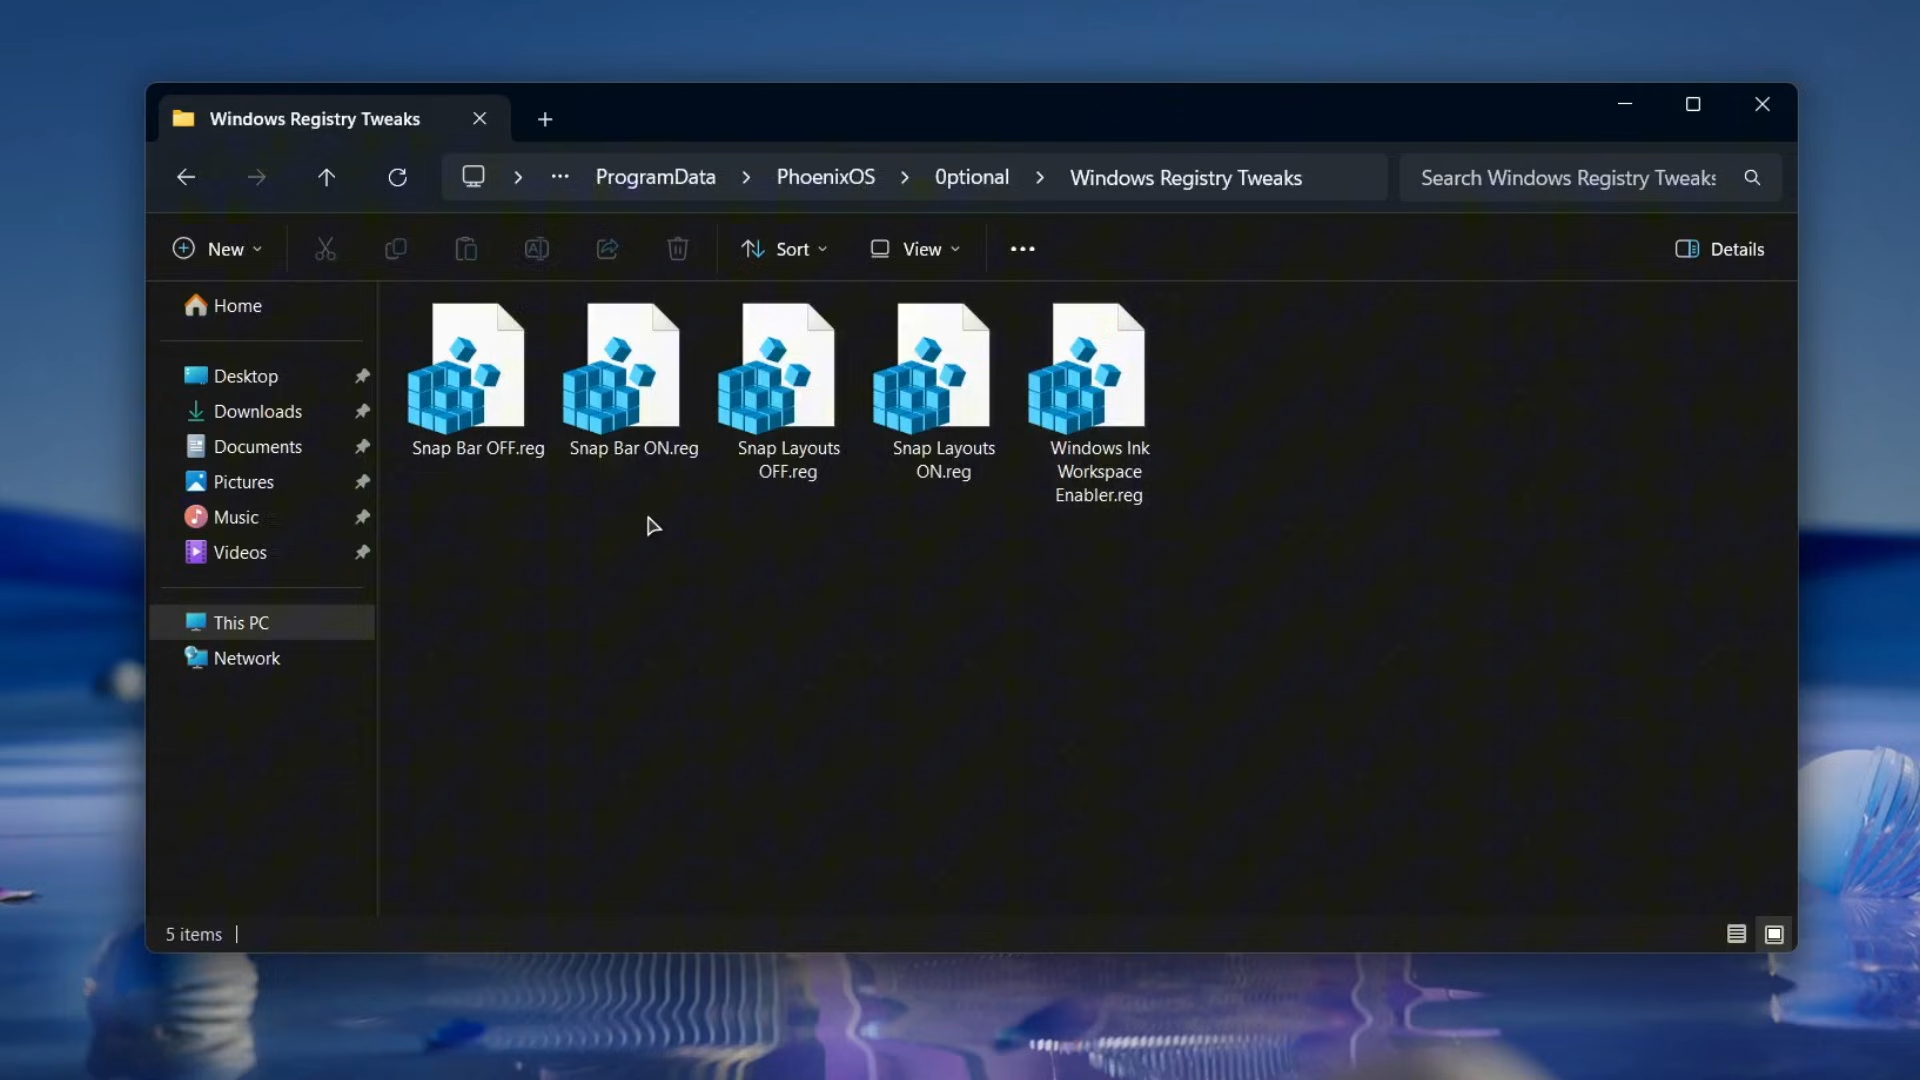 Windows Registry Tweaks
ProgramData
PhoenixOS
0ptional
Windows Registry Tweaks
Search Windows Registry Tweaks
New
Sort
View
Details
Home
Desktop
Downloads
Documents
Pictures
Music
Videos
This PC
Network
Snap Bar OFF.reg
Snap Bar ON.reg
Snap Layouts
OFF.reg
Snap Layouts
ON.reg
Windows Ink
Workspace
Enabler.reg
5 items